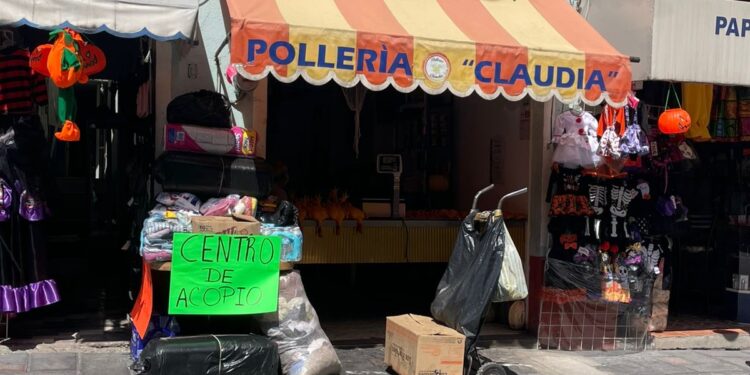 POLLERÌA "CLAUDIA"
PAP
CENTRO
DE
ACOPIO